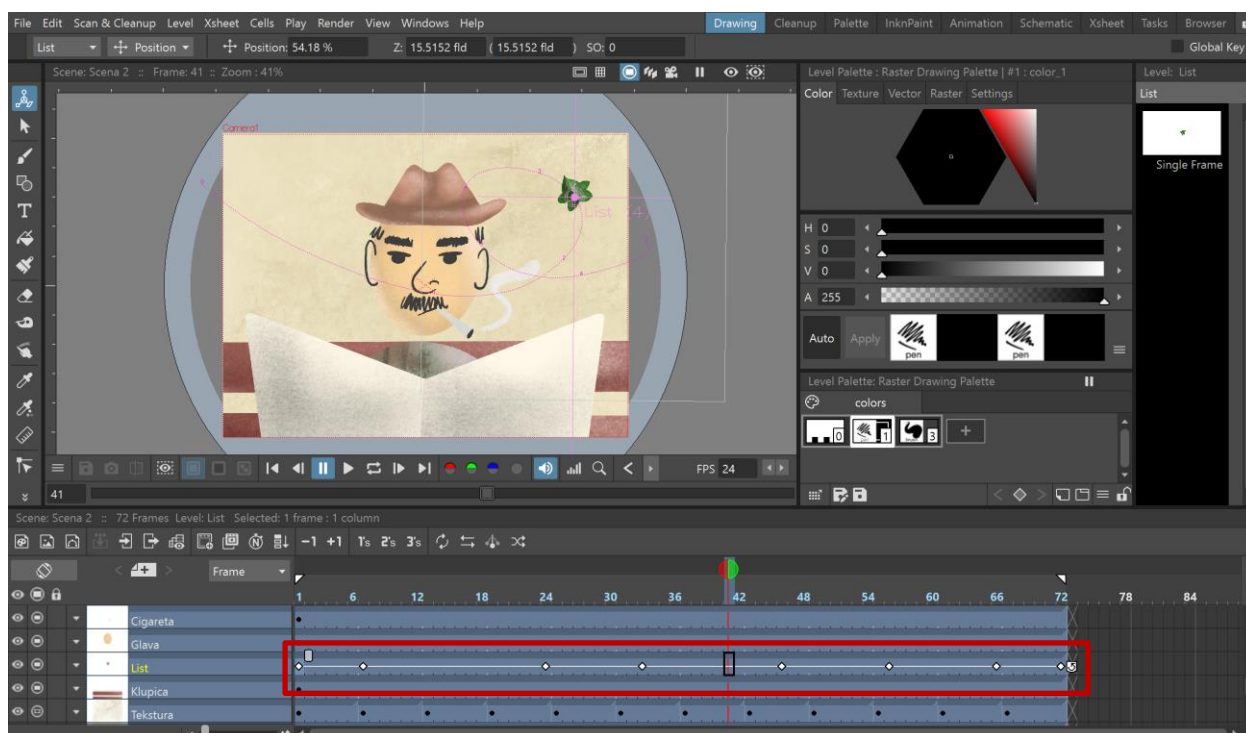 File Edit Scan & Cleanup Level Xsheet Cells Play Render View Windows Help Drawing Cleanup Palette InknPaint Animation Schematic Xsheet Tasks Browser
List Position Position: 54.18 % Z: 15.5152 fld ( 15.5152 fld ) SO: 0 Global Key
Scene: Scena 2 :: Frame: 41 :: Zoom : 41% Level Palette : Raster Drawing Palette | #1 : color_1 Level: List
Color Texture Vector Raster Settings List
Camera1
Single Frame
List (4)
H 0
S 0
V 0
A 255
Auto Apply pen pen
Level Palette: Raster Drawing Palette
colors
0 1 3 +
FPS 24
41
Scene: Scena 2 :: 72 Frames Level: List Selected: 1 frame : 1 column
-1 +1 1's 2's 3's
Frame
1 6 12 18 24 30 36 42 48 54 60 66 72 78 84
Cigareta
Glava
List
Klupica
Tekstura